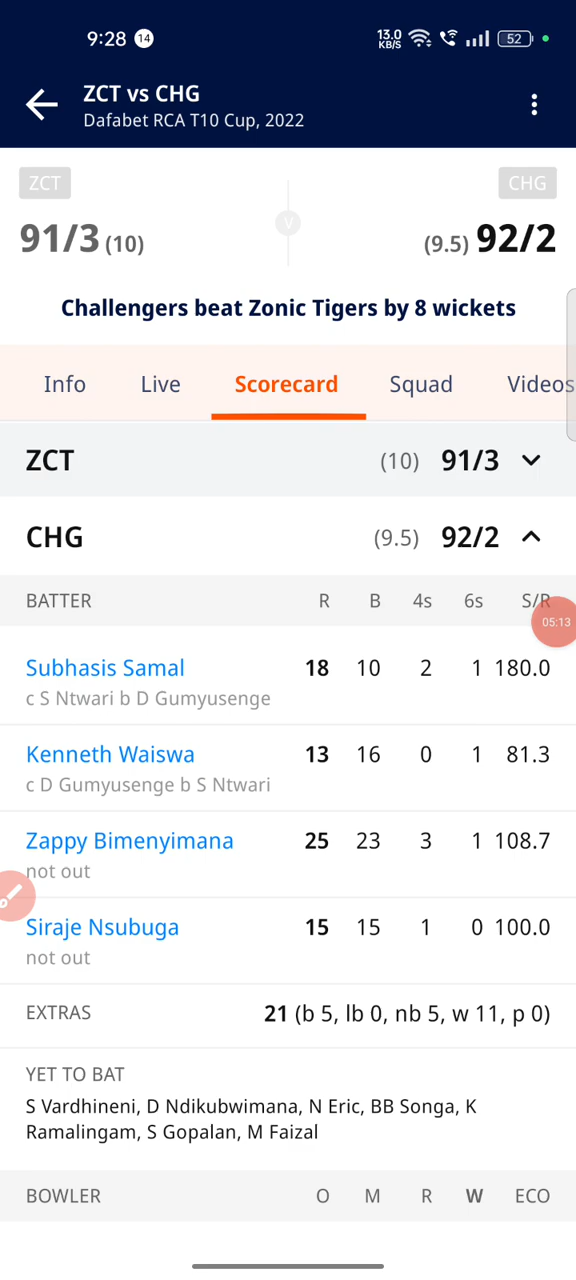 9:28 14 13.0 KB/S 52
ZCT vs CHG
Dafabet RCA T10 Cup, 2022
ZCT CHG
91/3 (10) V (9.5) 92/2
Challengers beat Zonic Tigers by 8 wickets
Info Live Scorecard Squad Videos
ZCT (10) 91/3
CHG (9.5) 92/2
BATTER R B 4s 6s S/R
05:13
Subhasis Samal 18 10 2 1 180.0
c S Ntwari b D Gumyusenge
Kenneth Waiswa 13 16 0 1 81.3
c D Gumyusenge b S Ntwari
Zappy Bimenyimana 25 23 3 1 108.7
not out
Siraje Nsubuga 15 15 1 0 100.0
not out
EXTRAS 21 (b 5, lb 0, nb 5, w 11, p 0)
YET TO BAT
S Vardhineni, D Ndikubwimana, N Eric, BB Songa, K
Ramalingam, S Gopalan, M Faizal
BOWLER O M R W ECO